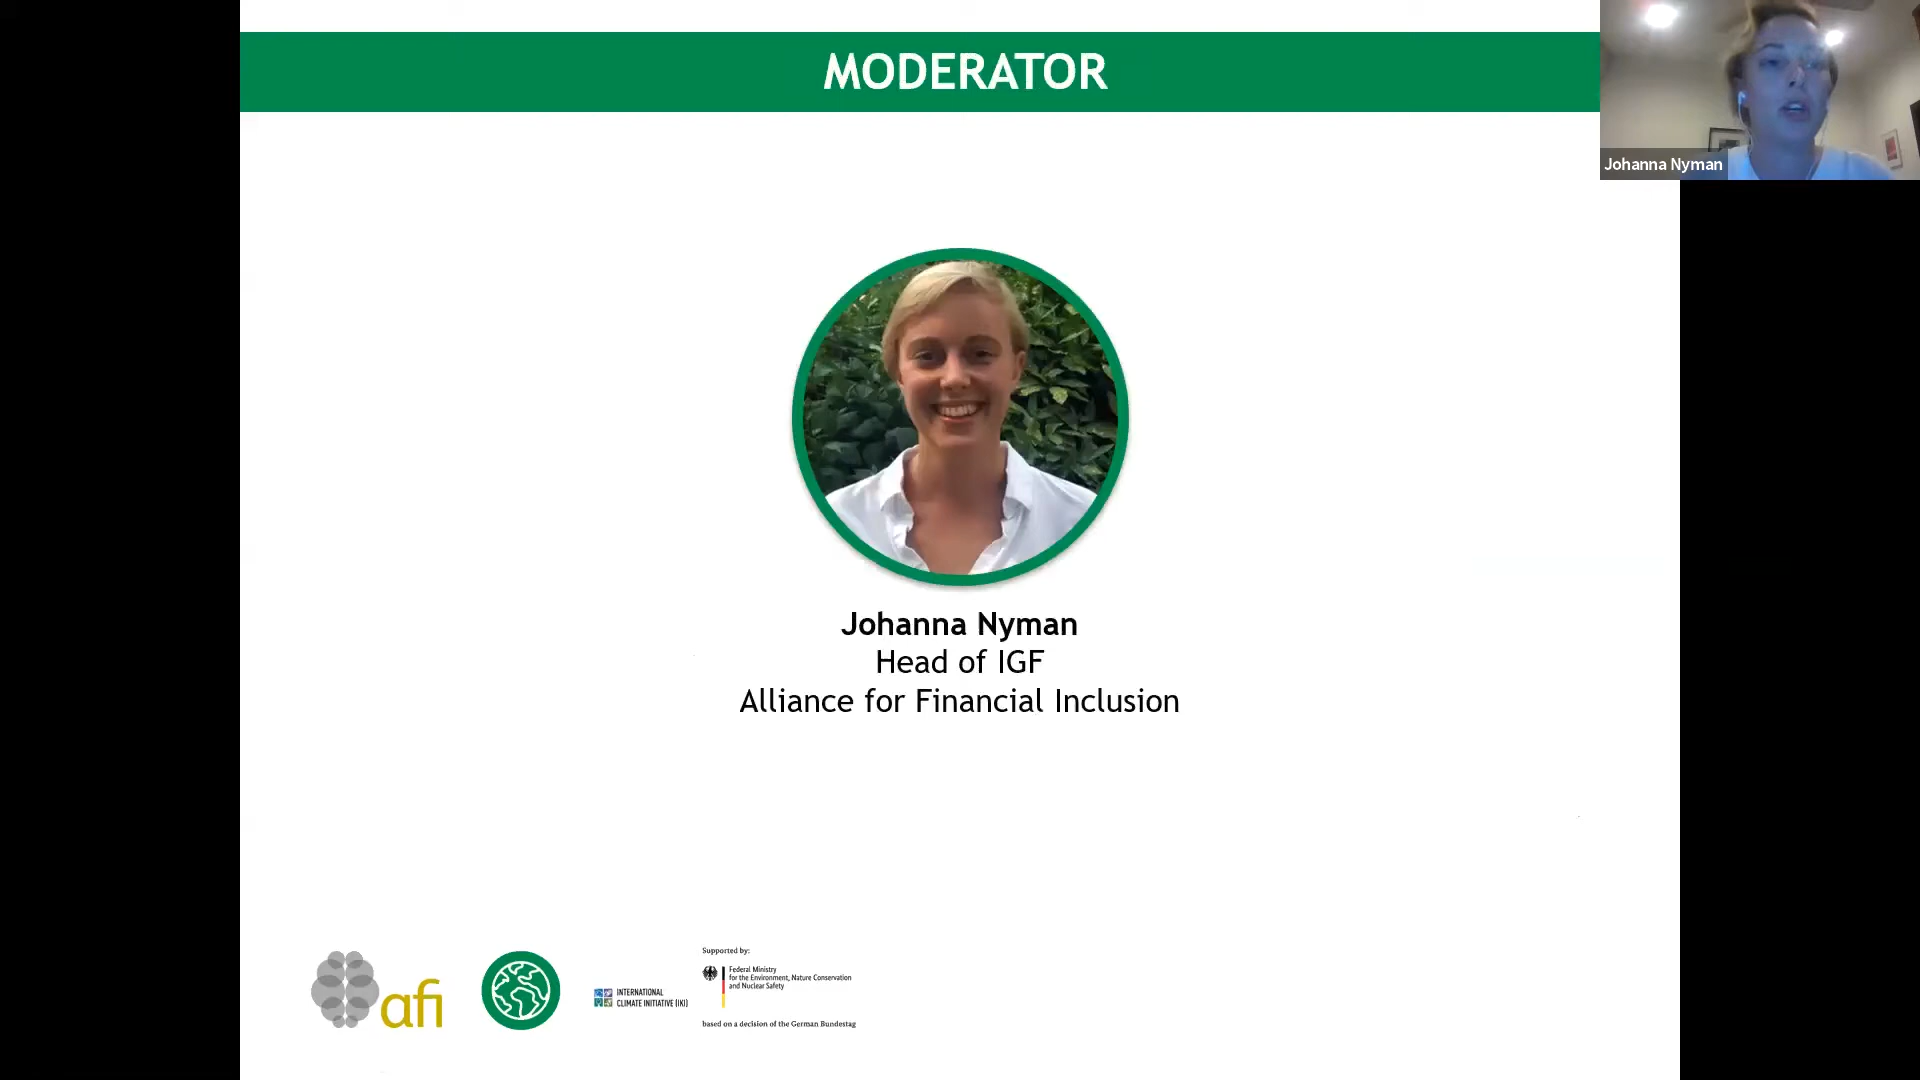 MODERATOR
Johanna Nyman
Johanna Nyman
Head of IGF
Alliance for Financial Inclusion
afi
INTERNATIONAL
CLIMATE INITIATIVE (IKI)
Supported by:
Federal Ministry
for the Environment, Nature Conservation
and Nuclear Safety
based on a decision of the German Bundestag